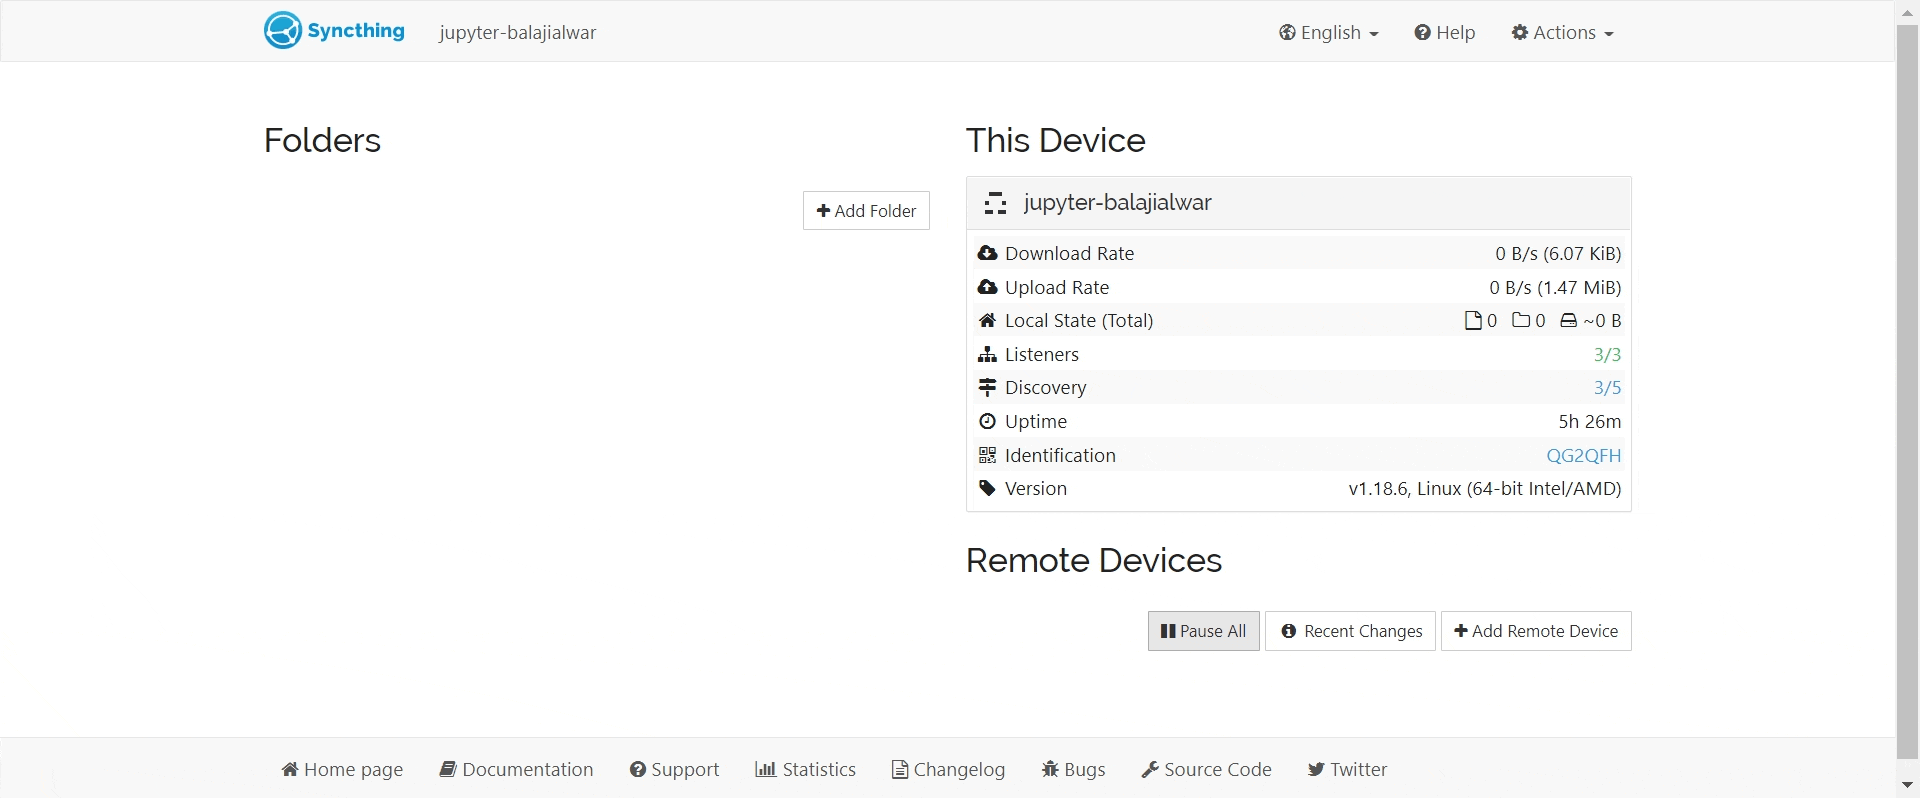 Syncthing jupyter-balajialwar English Help Actions
Folders
Add Folder
This Device
jupyter-balajialwar
Download Rate 0 B/s (6.07 KiB)
Upload Rate 0 B/s (1.47 MiB)
Local State (Total) 0 0 ~0 B
Listeners 3/3
Discovery 3/5
Uptime 5h 26m
Identification QG2QFH
Version v1.18.6, Linux (64-bit Intel/AMD)
Remote Devices
Pause All Recent Changes Add Remote Device
Home page Documentation Support Statistics Changelog Bugs Source Code Twitter